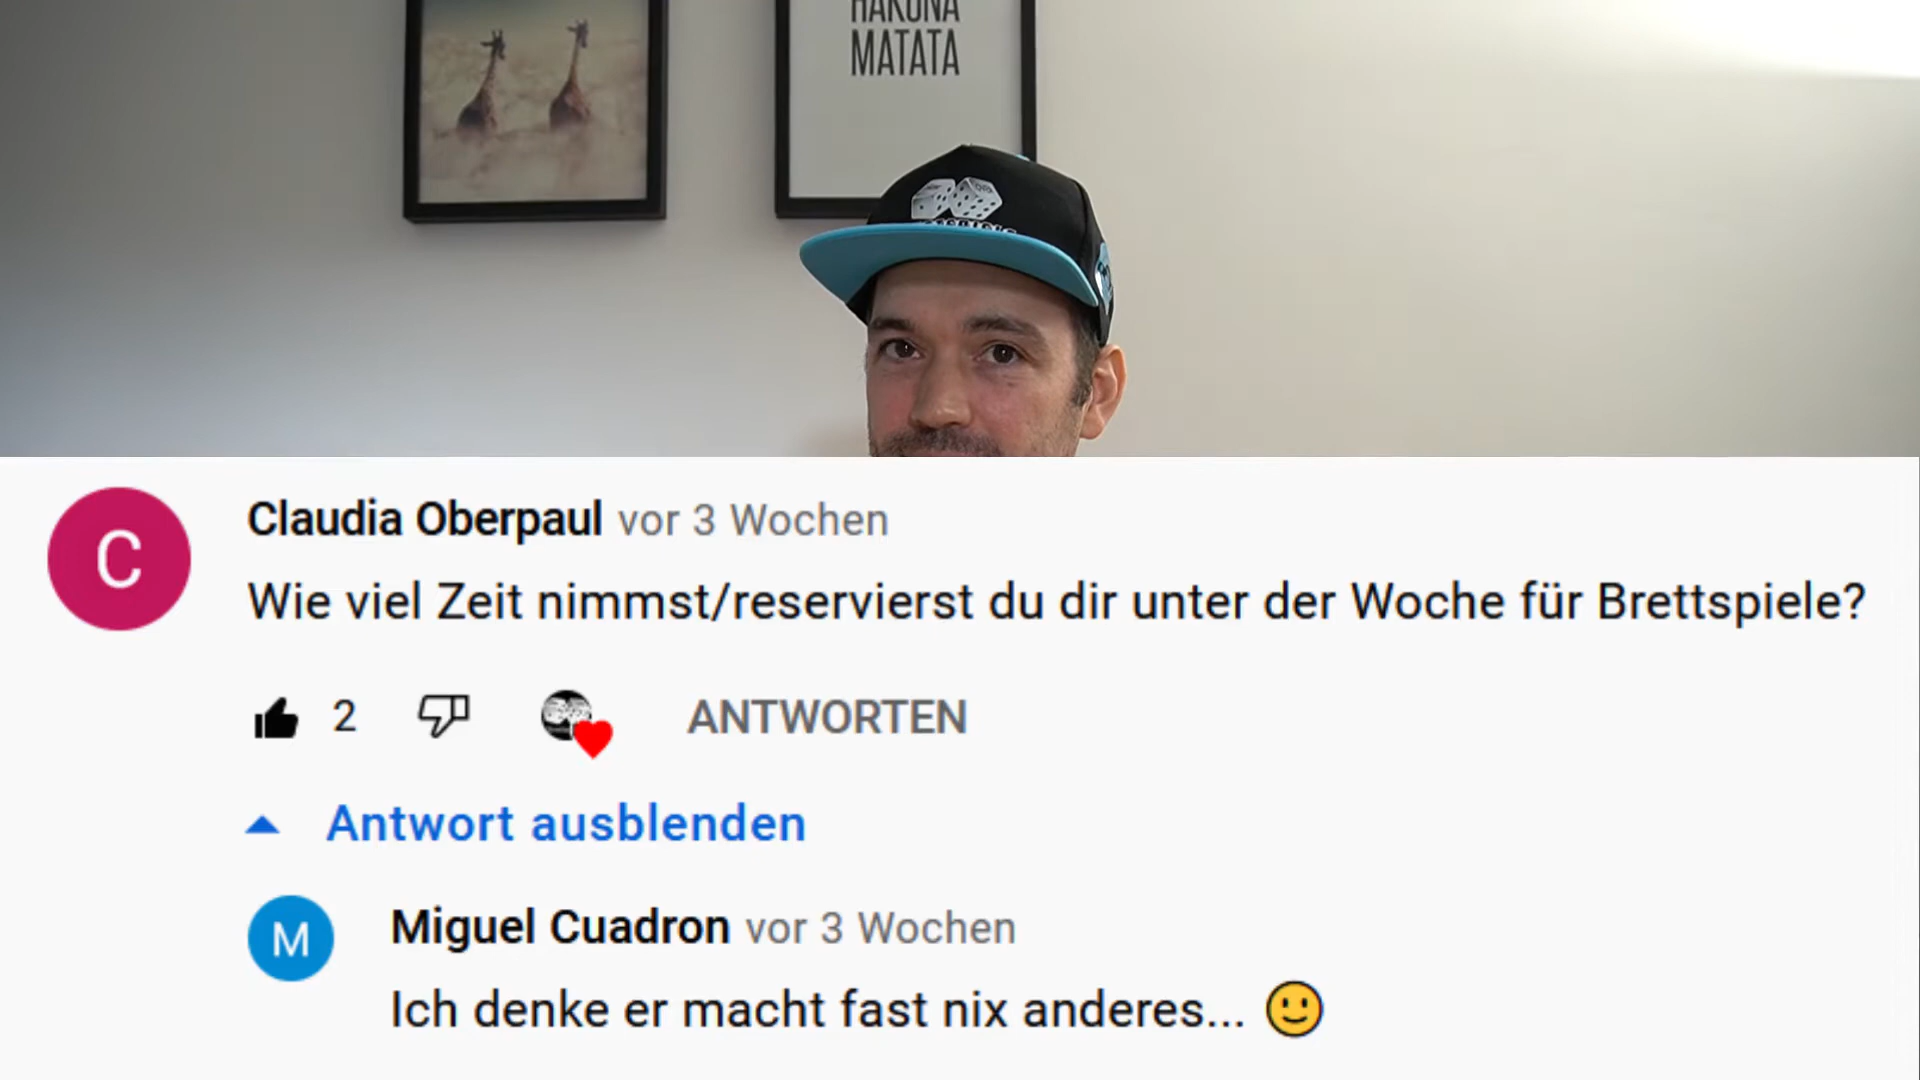 HAKUNA
MATATA
Claudia Oberpaul vor 3 Wochen
Wie viel Zeit nimmst/reservierst du dir unter der Woche für Brettspiele?
2
ANTWORTEN
Antwort ausblenden
Miguel Cuadron vor 3 Wochen
Ich denke er macht fast nix anderes... 🙂
C
M